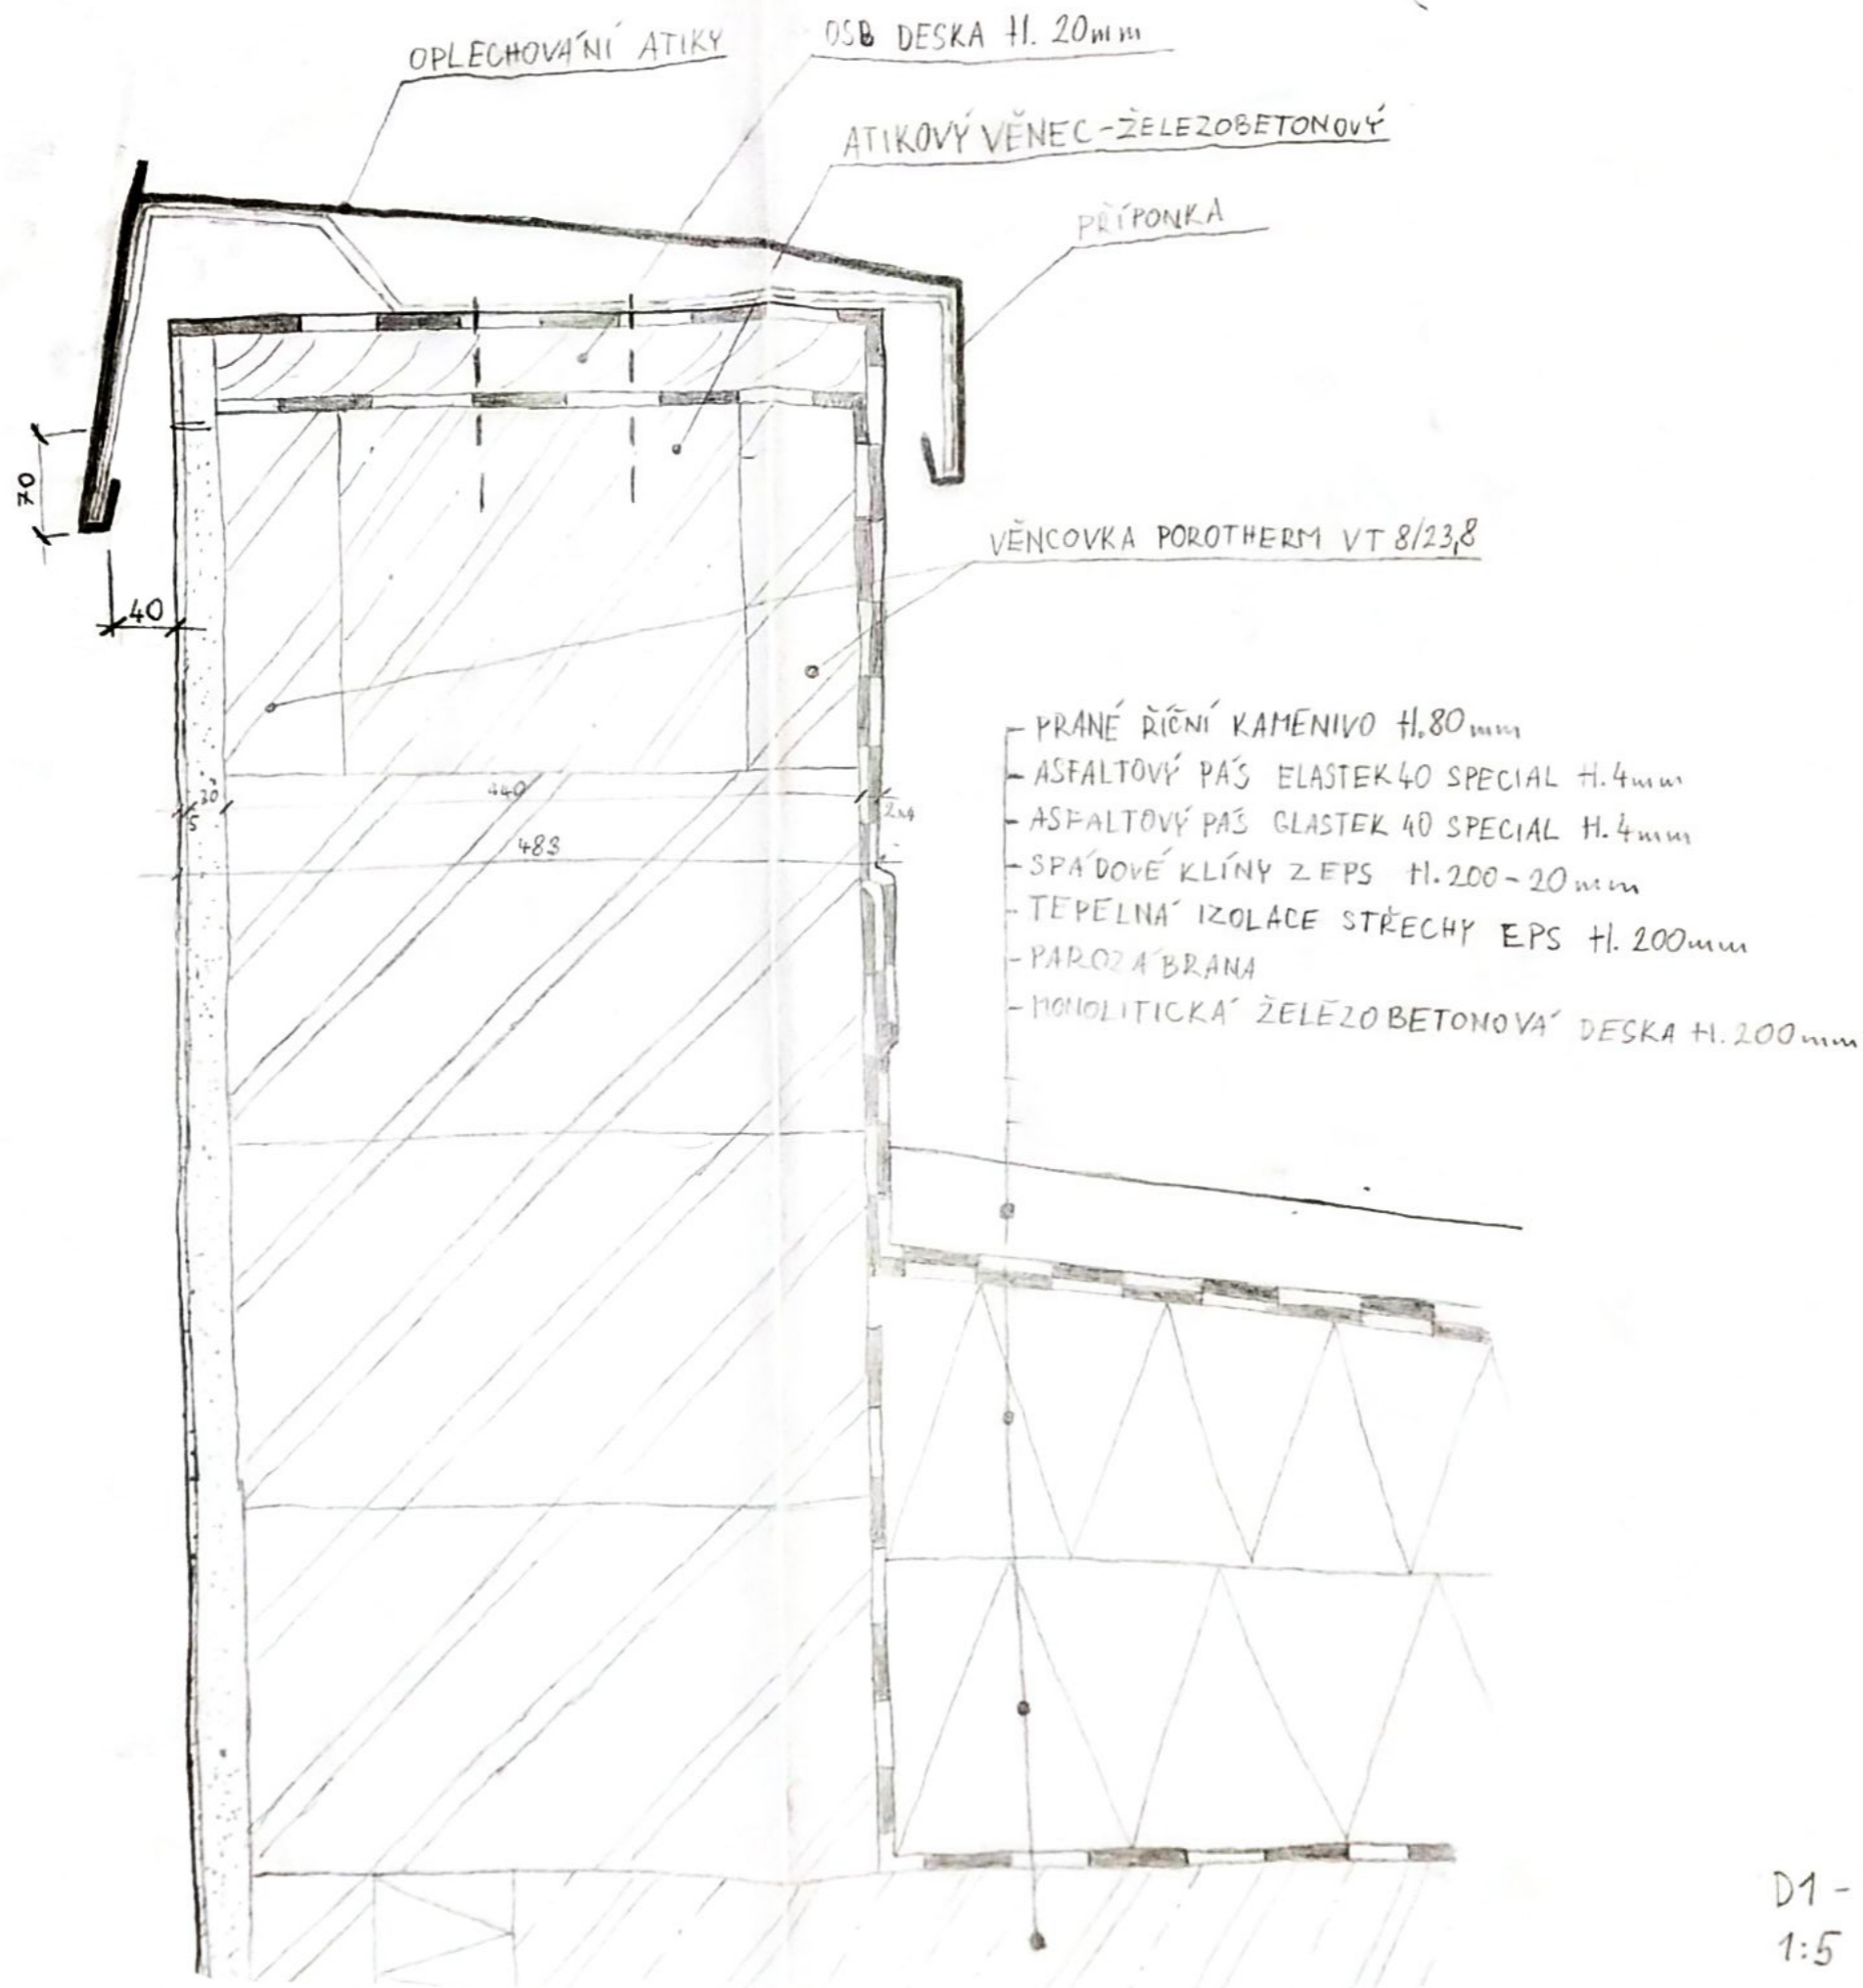 OPLECHOVÁNÍ ATIKY
OSB DESKA tl. 20mm
ATIKOVÝ VĚNEC-ŽELEZOBETONOVÝ
PŘÍPONKA
70
40
VĚNCOVKA POROTHERM VT 8/23,8
PRANÉ ŘÍČNÍ KAMENIVO tl.80mm
ASFALTOVÝ PÁS ELASTEK 40 SPECIAL tl.4mm
ASFALTOVÝ PÁS GLASTEK 40 SPECIAL tl.4mm
SPÁDOVÉ KLÍNY Z EPS tl.200-20mm
TEPELNÁ IZOLACE STŘECHY EPS tl. 200mm
PAROZÁBRANA
MONOLITICKÁ ŽELEZOBETONOVÁ DESKA tl.200mm
30
440
5
2x4
483
D1-
1:5